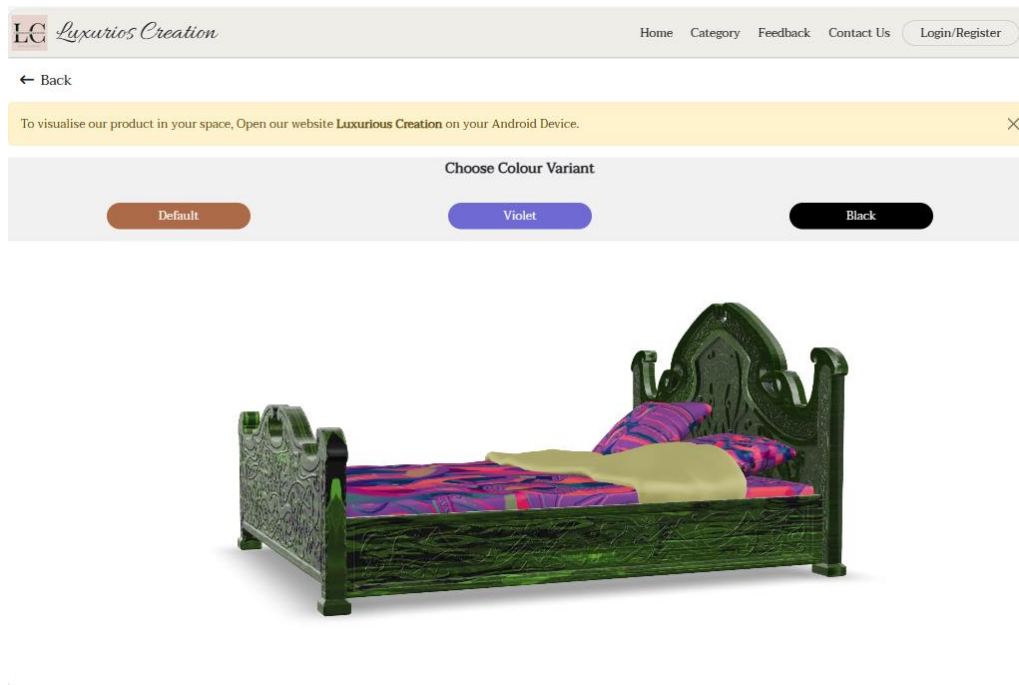 LC Luxurios Creation
Home Category Feedback Contact Us Login/Register
← Back
To visualise our product in your space, Open our website Luxurious Creation on your Android Device.
Choose Colour Variant
Default Violet Black